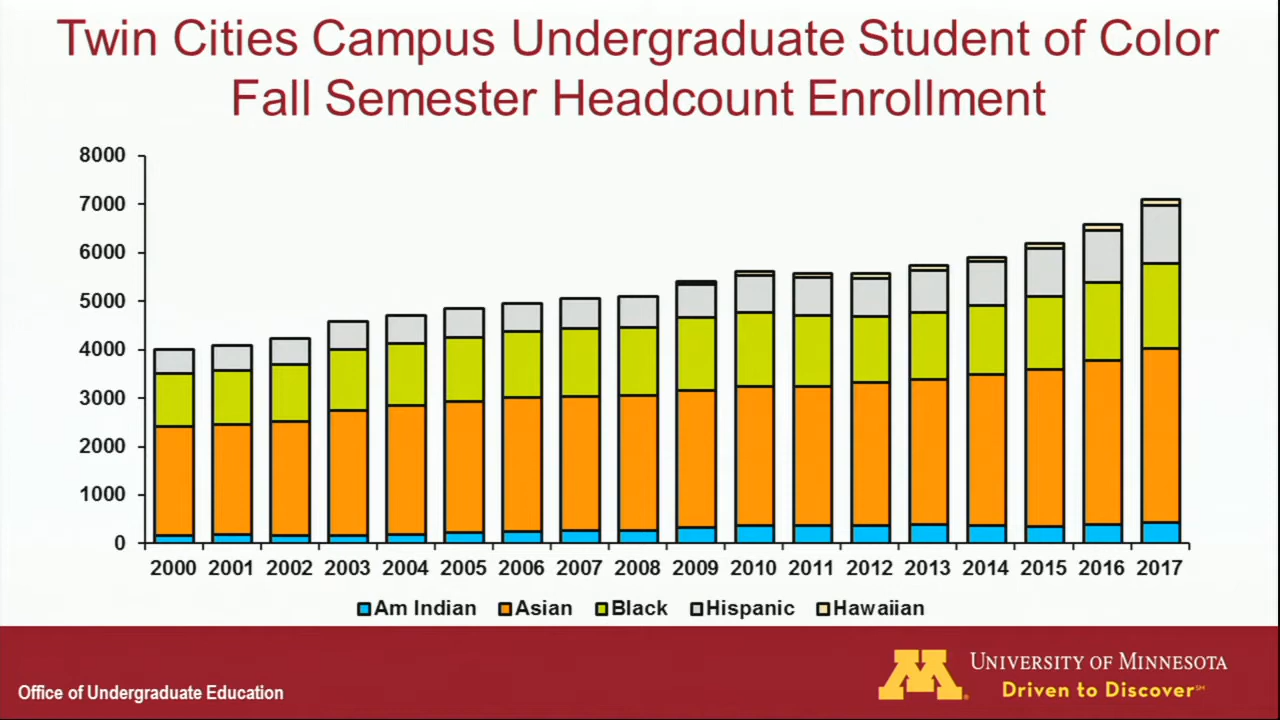 Twin Cities Campus Undergraduate Student of Color
Fall Semester Headcount Enrollment
8000
7000
6000
5000
4000
3000
2000
1000
0
2000 2001 2002 2003 2004 2005 2006 2007 2008 2009 2010 2011 2012 2013 2014 2015 2016 2017
Am Indian Asian Black Hispanic Hawaiian
Office of Undergraduate Education
M
UNIVERSITY OF MINNESOTA
Driven to Discover℠